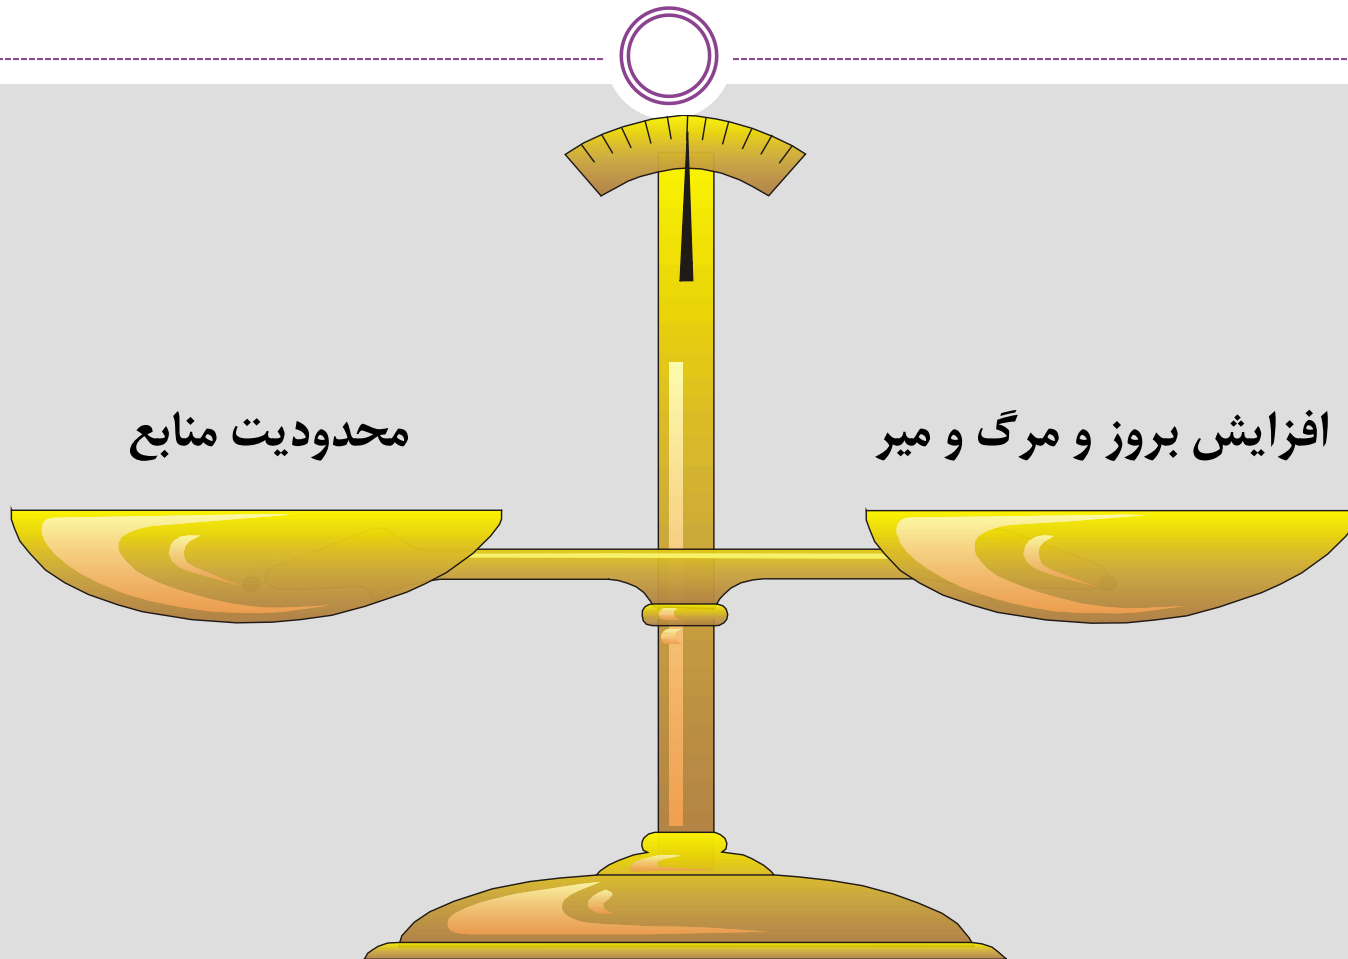 افزایش بروز و مرگ و میر
محدودیت منابع